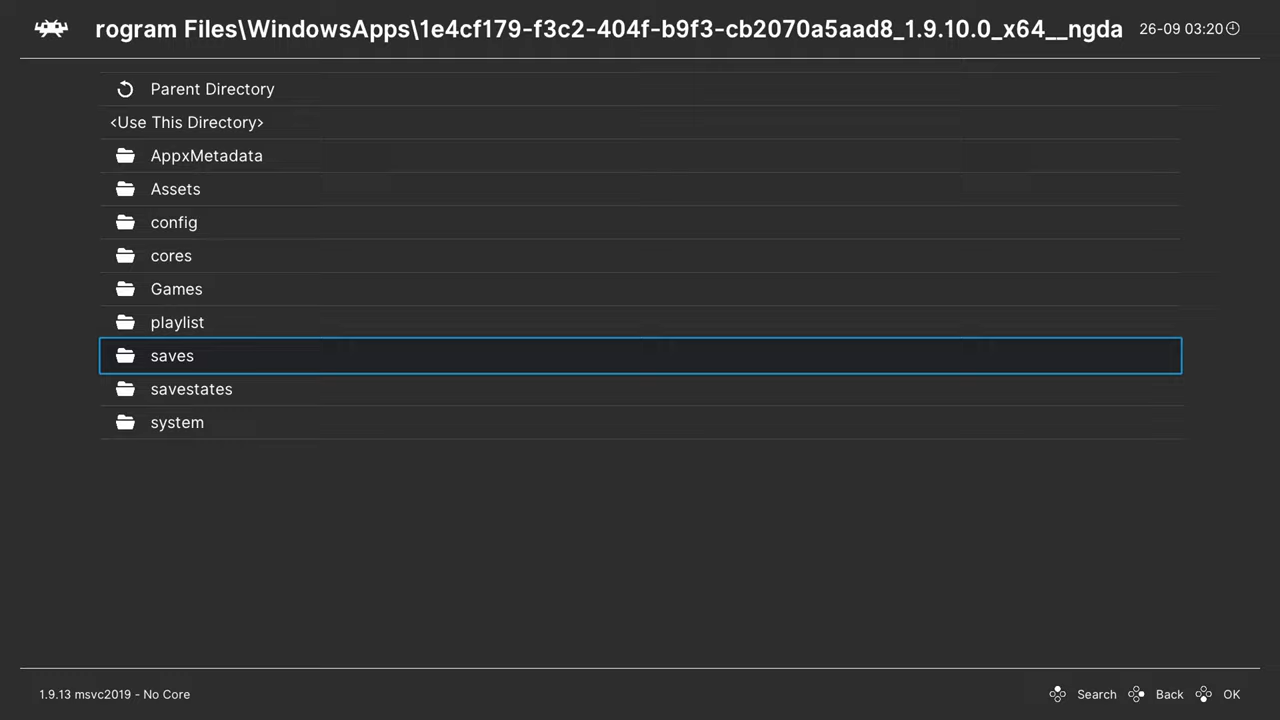 rogram Files\WindowsApps\1e4cf179-f3c2-404f-b9f3-cb2070a5aad8_1.9.10.0_x64__ngda
26-09 03:20
Parent Directory
<Use This Directory>
AppxMetadata
Assets
config
cores
Games
playlist
saves
savestates
system
1.9.13 msvc2019 - No Core
Search
Back
OK